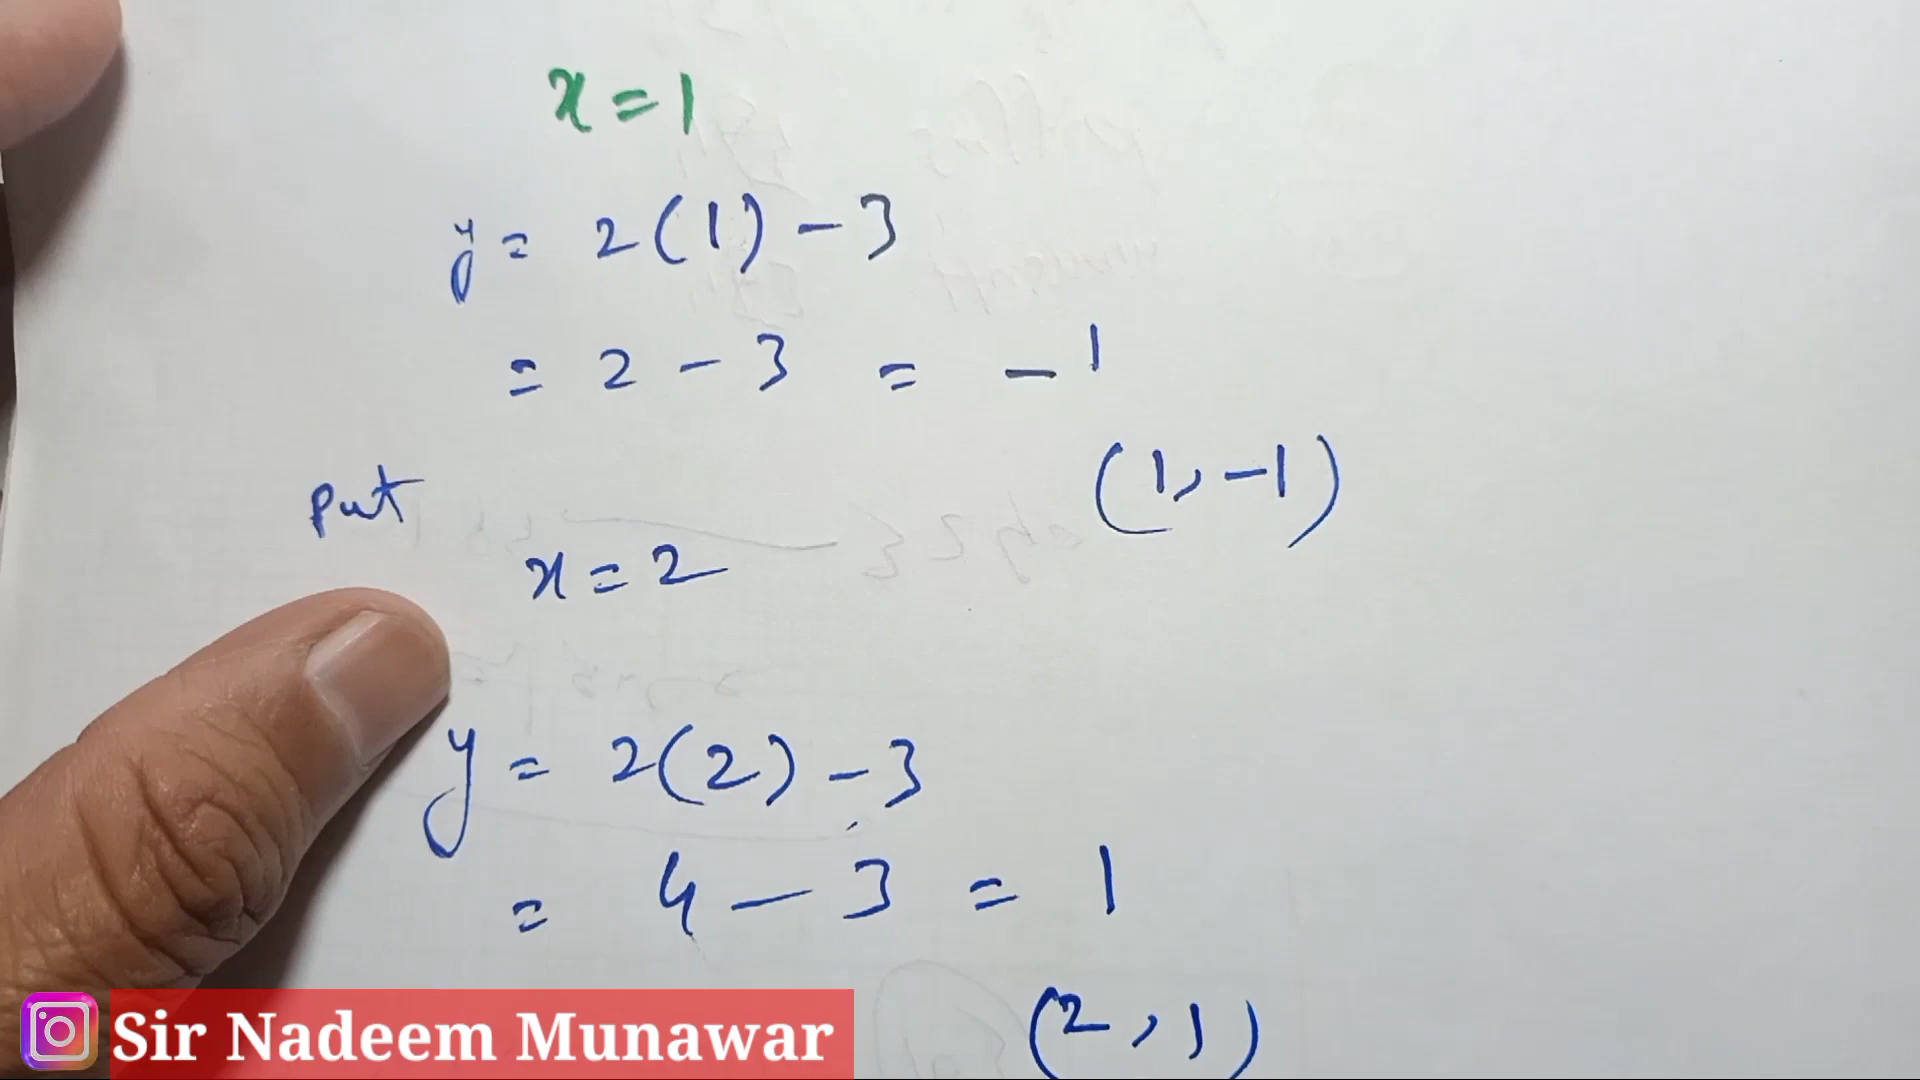 x = 1
y = 2(1) - 3
= 2 - 3 = - 1
(1, -1)
Put
x = 2
y = 2(2) - 3
= 4 - 3 = 1
(2, 1)
Sir Nadeem Munawar